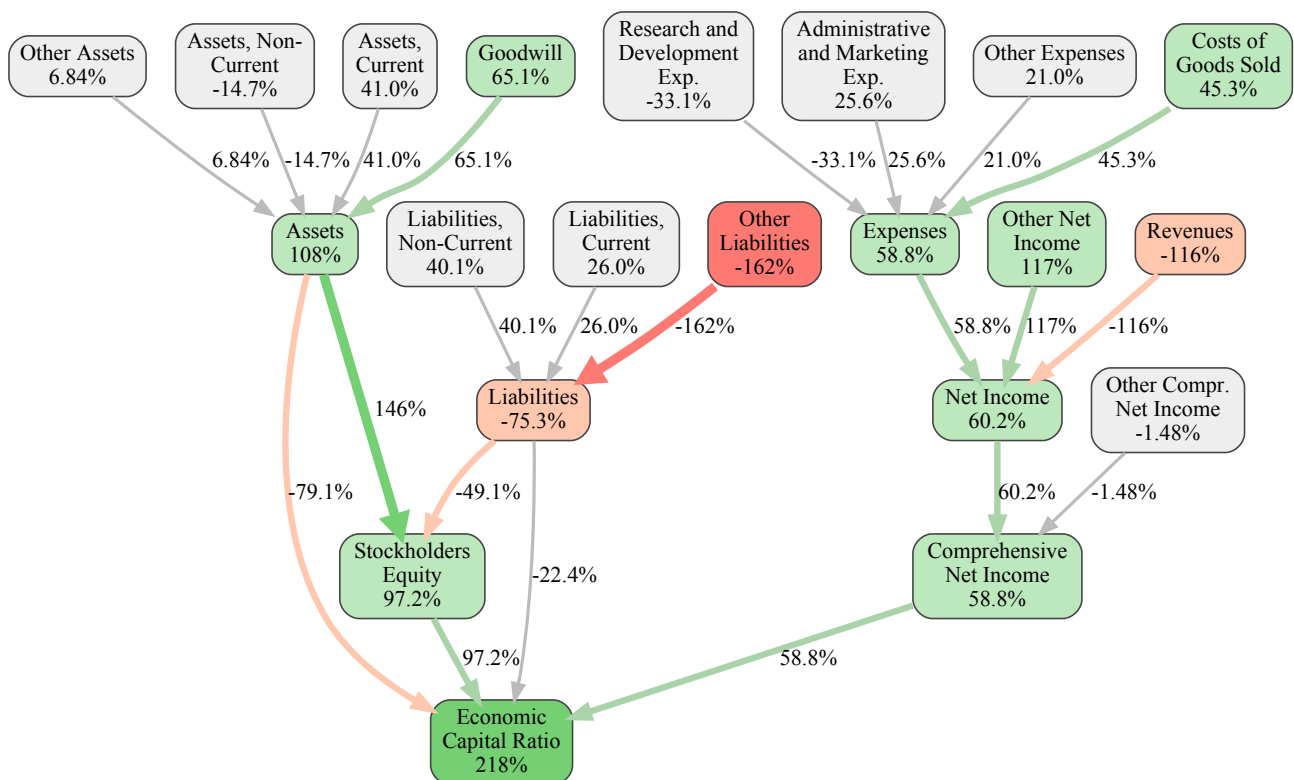 Other Assets
6.84%
Assets, Non-
Current
-14.7%
Assets,
Current
41.0%
Goodwill
65.1%
Research and
Development
Exp.
-33.1%
Administrative
and Marketing
Exp.
25.6%
Other Expenses
21.0%
Costs of
Goods Sold
45.3%
6.84%
-14.7%
41.0%
65.1%
-33.1%
25.6%
21.0%
45.3%
Assets
108%
Liabilities,
Non-Current
40.1%
Liabilities,
Current
26.0%
Other
Liabilities
-162%
Expenses
58.8%
Other Net
Income
117%
Revenues
-116%
40.1%
26.0%
-162%
58.8%
117%
-116%
146%
Liabilities
-75.3%
Net Income
60.2%
Other Compr.
Net Income
-1.48%
-79.1%
-49.1%
60.2%
-1.48%
Stockholders
Equity
97.2%
-22.4%
Comprehensive
Net Income
58.8%
97.2%
58.8%
Economic
Capital Ratio
218%